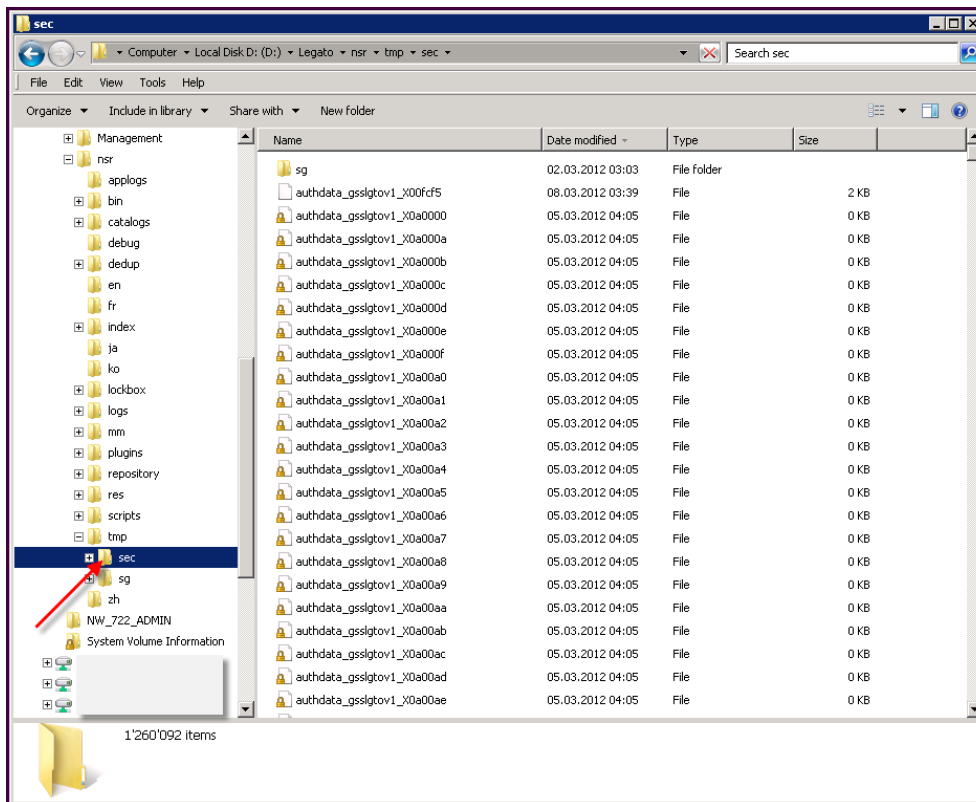 sec
Computer Local Disk D: (D:) Legato nsr tmp sec
Search sec
File Edit View Tools Help
Organize Include in library Share with New folder
Management
nsr
applogs
bin
catalogs
debug
dedup
en
fr
index
ja
ko
lockbox
logs
mm
plugins
repository
res
scripts
tmp
sec
sg
zh
NW_722_ADMIN
System Volume Information
Name Date modified Type Size
sg 02.03.2012 03:03 File folder
authdata_gsslgtov1_X00fcf5 08.03.2012 03:39 File 2 KB
authdata_gsslgtov1_X0a0000 05.03.2012 04:05 File 0 KB
authdata_gsslgtov1_X0a000a 05.03.2012 04:05 File 0 KB
authdata_gsslgtov1_X0a000b 05.03.2012 04:05 File 0 KB
authdata_gsslgtov1_X0a000c 05.03.2012 04:05 File 0 KB
authdata_gsslgtov1_X0a000d 05.03.2012 04:05 File 0 KB
authdata_gsslgtov1_X0a000e 05.03.2012 04:05 File 0 KB
authdata_gsslgtov1_X0a000f 05.03.2012 04:05 File 0 KB
authdata_gsslgtov1_X0a00a0 05.03.2012 04:05 File 0 KB
authdata_gsslgtov1_X0a00a1 05.03.2012 04:05 File 0 KB
authdata_gsslgtov1_X0a00a2 05.03.2012 04:05 File 0 KB
authdata_gsslgtov1_X0a00a3 05.03.2012 04:05 File 0 KB
authdata_gsslgtov1_X0a00a4 05.03.2012 04:05 File 0 KB
authdata_gsslgtov1_X0a00a5 05.03.2012 04:05 File 0 KB
authdata_gsslgtov1_X0a00a6 05.03.2012 04:05 File 0 KB
authdata_gsslgtov1_X0a00a7 05.03.2012 04:05 File 0 KB
authdata_gsslgtov1_X0a00a8 05.03.2012 04:05 File 0 KB
authdata_gsslgtov1_X0a00a9 05.03.2012 04:05 File 0 KB
authdata_gsslgtov1_X0a00aa 05.03.2012 04:05 File 0 KB
authdata_gsslgtov1_X0a00ab 05.03.2012 04:05 File 0 KB
authdata_gsslgtov1_X0a00ac 05.03.2012 04:05 File 0 KB
authdata_gsslgtov1_X0a00ad 05.03.2012 04:05 File 0 KB
authdata_gsslgtov1_X0a00ae 05.03.2012 04:05 File 0 KB
1'260'092 items